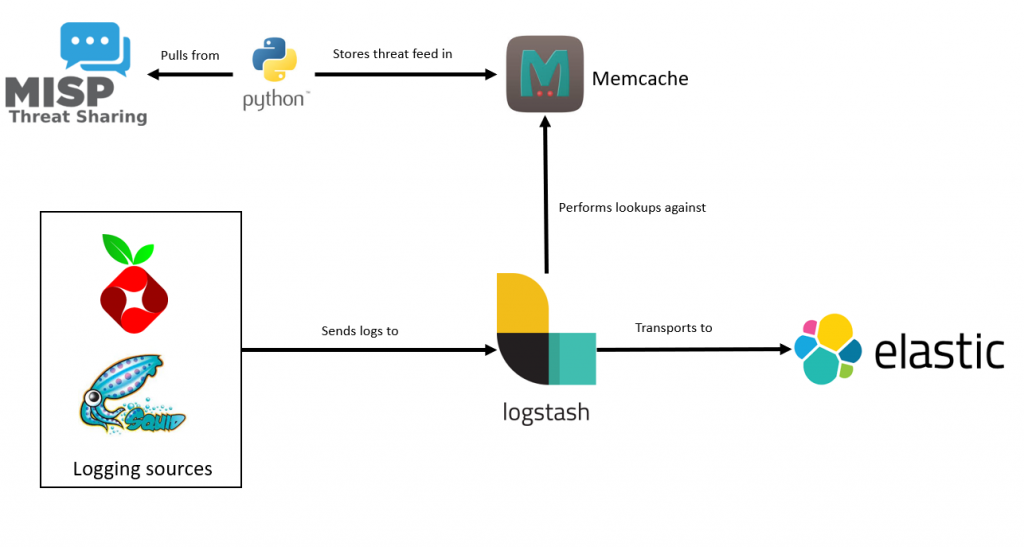 Pulls from
Stores threat feed in
MISP
Threat Sharing
python™
Memcache
Performs lookups against
Sends logs to
Transports to
elastic
logstash
SQUID
Logging sources